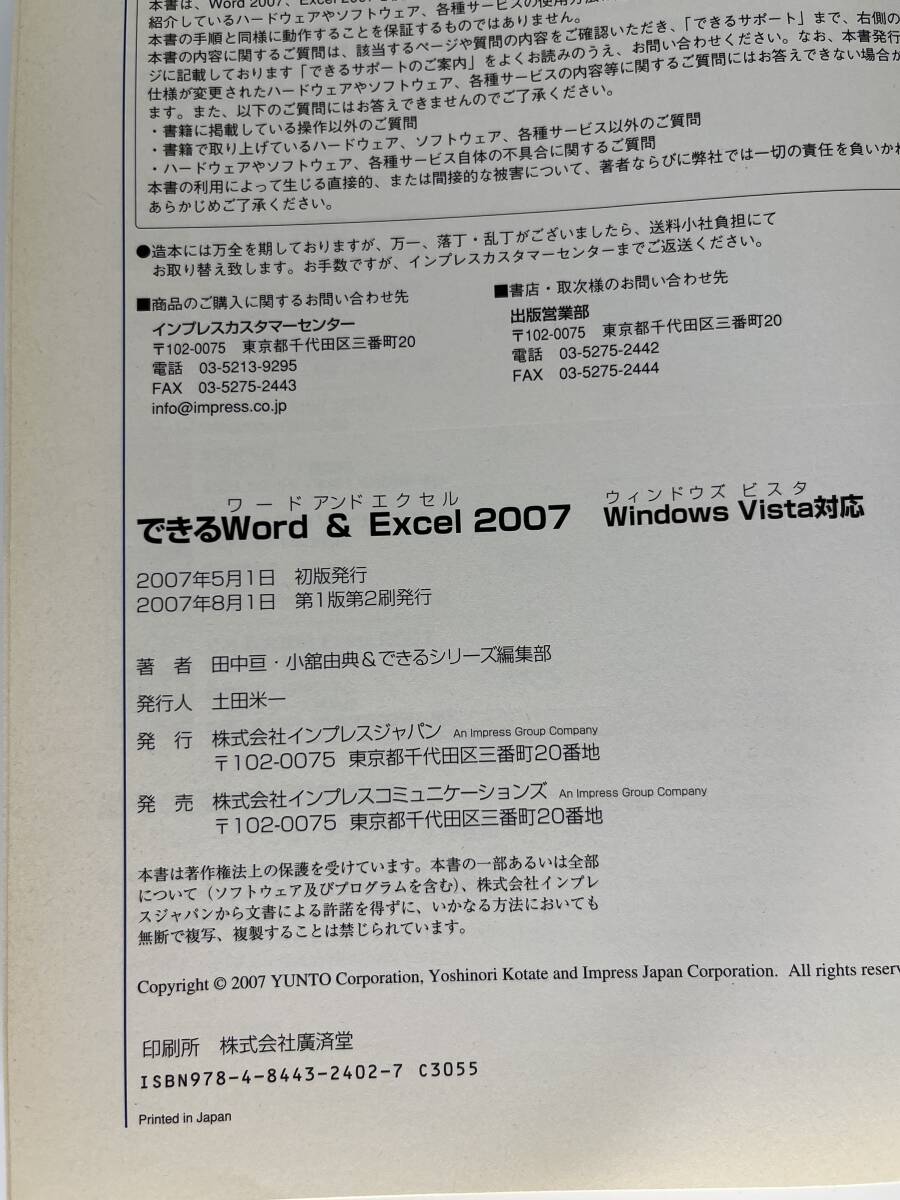 紹介しているハードウェアやソフトウェア、各種サービスの使用方法に
本書の手順と同様に動作することを保証するものではありません。
本書の内容に関するご質問は、該当するページや質問の内容をご確認いただき、「できるサポート」まで、右側の
ジに記載しております「できるサポートのご案内」をよくお読みのうえ、お問い合わせください。なお、本書発行
仕様が変更されたハードウェアやソフトウェア、各種サービスの内容等に関するご質問にはお答えできない場合が
ます。また、以下のご質問にはお答えできませんのでご了承ください。
・書籍に掲載している操作以外のご質問
・書籍で取り上げているハードウェア、ソフトウェア、各種サービス以外のご質問
・ハードウェアやソフトウェア、各種サービス自体の不具合に関するご質問
本書の利用によって生じる直接的、または間接的な被害について、著者ならびに弊社では一切の責任を負いかね
あらかじめご了承ください。
●造本には万全を期しておりますが、万一、落丁・乱丁がございましたら、送料小社負担にて
お取り替え致します。お手数ですが、インプレスカスタマーセンターまでご返送ください。
■商品のご購入に関するお問い合わせ先
インプレスカスタマーセンター
〒102-0075 東京都千代田区三番町20
電話 03-5213-9295
FAX 03-5275-2443
info@impress.co.jp
■書店・取次様のお問い合わせ先
出版営業部
〒102-0075 東京都千代田区三番町20
電話 03-5275-2442
FAX 03-5275-2444
ワード アンド エクセル ウィンドウズ ビスタ
できるWord & Excel 2007 Windows Vista対応
2007年5月1日 初版発行
2007年8月1日 第1版第2刷発行
著 者 田中亘・小舘由典&できるシリーズ編集部
発行人 土田米一
発 行 株式会社インプレスジャパン An Impress Group Company
〒102-0075 東京都千代田区三番町20番地
発 売 株式会社インプレスコミュニケーションズ An Impress Group Company
〒102-0075 東京都千代田区三番町20番地
本書は著作権法上の保護を受けています。本書の一部あるいは全部
について（ソフトウェア及びプログラムを含む）、株式会社インプレ
スジャパンから文書による許諾を得ずに、いかなる方法においても
無断で複写、複製することは禁じられています。
Copyright © 2007 YUNTO Corporation, Yoshinori Kotate and Impress Japan Corporation. All rights reserv
印刷所 株式会社廣済堂
ISBN978-4-8443-2402-7 C3055
Printed in Japan